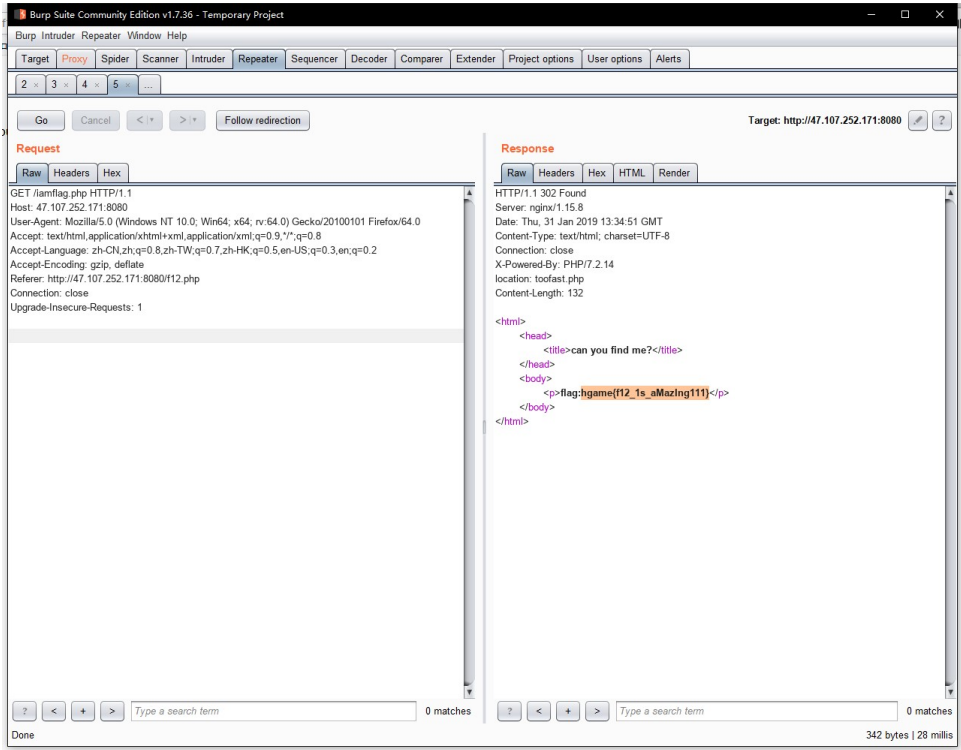 Burp Suite Community Edition v1.7.36 - Temporary Project
Burp Intruder Repeater Window Help
Target Proxy Spider Scanner Intruder Repeater Sequencer Decoder Comparer Extender Project options User options Alerts
2 × 3 × 4 × 5 × ...
Go Cancel < > Follow redirection Target: http://47.107.252.171:8080 ?
Request
Raw Headers Hex
GET /iamflag.php HTTP/1.1
Host: 47.107.252.171:8080
User-Agent: Mozilla/5.0 (Windows NT 10.0; Win64; x64; rv:64.0) Gecko/20100101 Firefox/64.0
Accept: text/html,application/xhtml+xml,application/xml;q=0.9,*/*;q=0.8
Accept-Language: zh-CN,zh;q=0.8,zh-TW;q=0.7,zh-HK;q=0.5,en-US;q=0.3,en;q=0.2
Accept-Encoding: gzip, deflate
Referer: http://47.107.252.171:8080/f12.php
Connection: close
Upgrade-Insecure-Requests: 1
? < + > Type a search term 0 matches
Response
Raw Headers Hex HTML Render
HTTP/1.1 302 Found
Server: nginx/1.15.8
Date: Thu, 31 Jan 2019 13:34:51 GMT
Content-Type: text/html; charset=UTF-8
Connection: close
X-Powered-By: PHP/7.2.14
location: toofast.php
Content-Length: 132
<html>
<head>
<title>can you find me?</title>
</head>
<body>
<p>flag:hgame{f12_1s_aMazIng111}</p>
</body>
</html>
? < + > Type a search term 0 matches
Done 342 bytes | 28 millis